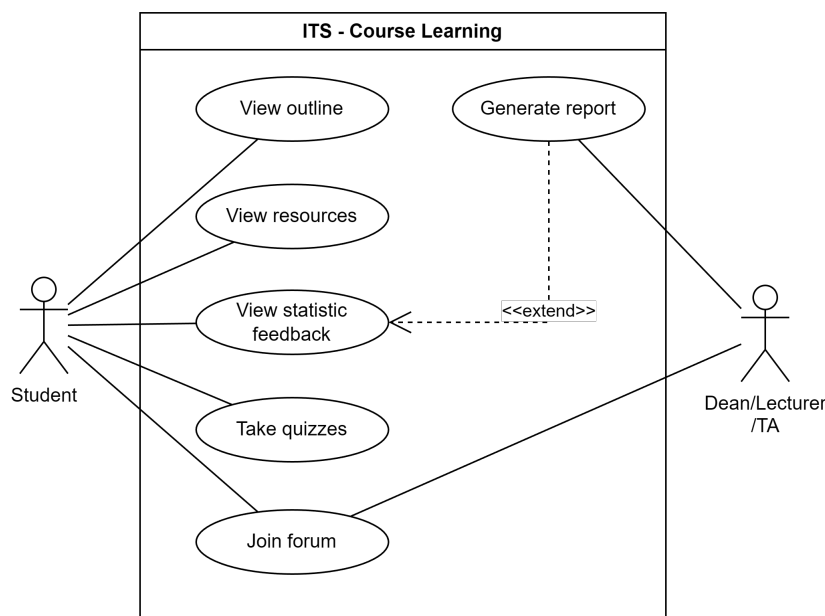 ITS - Course Learning
View outline
Generate report
View resources
View statistic
feedback
<<extend>>
Student
Dean/Lecturer
/TA
Take quizzes
Join forum